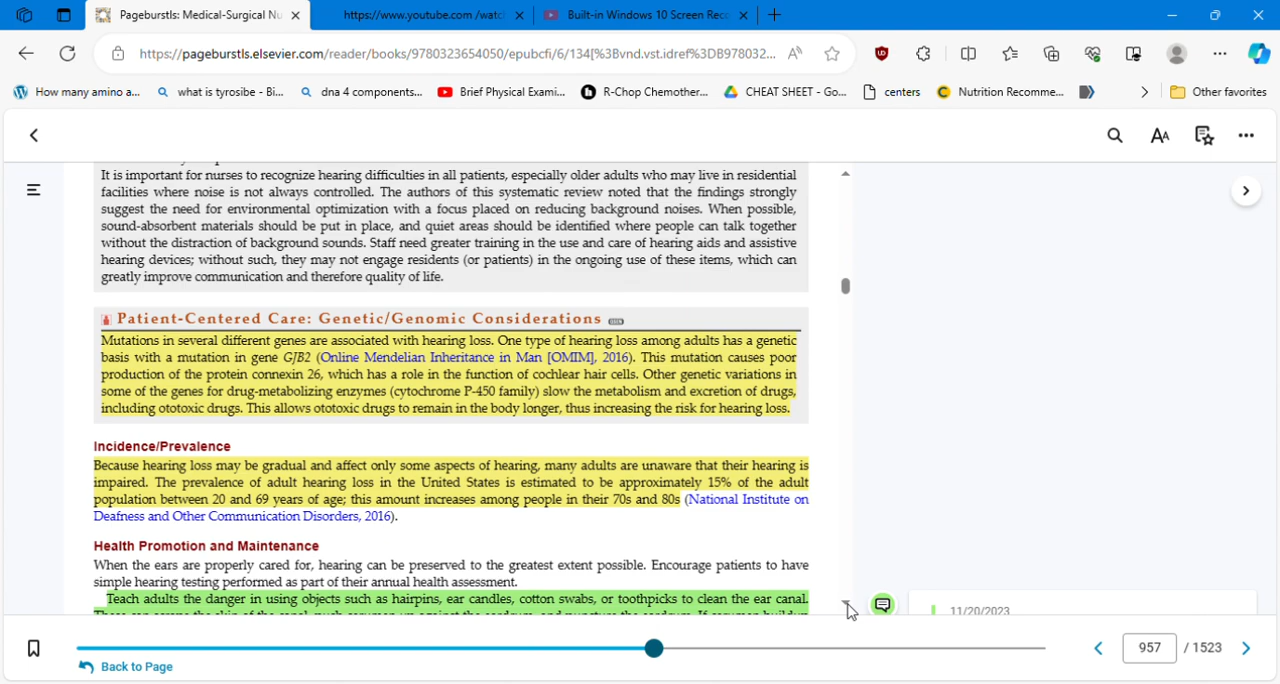 Pageburstls: Medical-Surgical Nu
https://www.youtube.com/watc
Built-in Windows 10 Screen Rec
https://pageburstls.elsevier.com/reader/books/9780323654050/epubcfi/6/134[%3Bvnd.vst.idref%3DB978032...
How many amino a...
what is tyrosibe - Bi...
dna 4 components...
Brief Physical Exami...
R-Chop Chemother...
CHEAT SHEET - Go...
centers
Nutrition Recomme...
Other favorites
It is important for nurses to recognize hearing difficulties in all patients, especially older adults who may live in residential
facilities where noise is not always controlled. The authors of this systematic review noted that the findings strongly
suggest the need for environmental optimization with a focus placed on reducing background noises. When possible,
sound-absorbent materials should be put in place, and quiet areas should be identified where people can talk together
without the distraction of background sounds. Staff need greater training in the use and care of hearing aids and assistive
hearing devices; without such, they may not engage residents (or patients) in the ongoing use of these items, which can
greatly improve communication and therefore quality of life.
Patient-Centered Care: Genetic/Genomic Considerations
Mutations in several different genes are associated with hearing loss. One type of hearing loss among adults has a genetic
basis with a mutation in gene GJB2 (Online Mendelian Inheritance in Man [OMIM], 2016). This mutation causes poor
production of the protein connexin 26, which has a role in the function of cochlear hair cells. Other genetic variations in
some of the genes for drug-metabolizing enzymes (cytochrome P-450 family) slow the metabolism and excretion of drugs,
including ototoxic drugs. This allows ototoxic drugs to remain in the body longer, thus increasing the risk for hearing loss.
Incidence/Prevalence
Because hearing loss may be gradual and affect only some aspects of hearing, many adults are unaware that their hearing is
impaired. The prevalence of adult hearing loss in the United States is estimated to be approximately 15% of the adult
population between 20 and 69 years of age; this amount increases among people in their 70s and 80s (National Institute on
Deafness and Other Communication Disorders, 2016).
Health Promotion and Maintenance
When the ears are properly cared for, hearing can be preserved to the greatest extent possible. Encourage patients to have
simple hearing testing performed as part of their annual health assessment.
Teach adults the danger in using objects such as hairpins, ear candles, cotton swabs, or toothpicks to clean the ear canal.
11/20/2023
957 / 1523
Back to Page